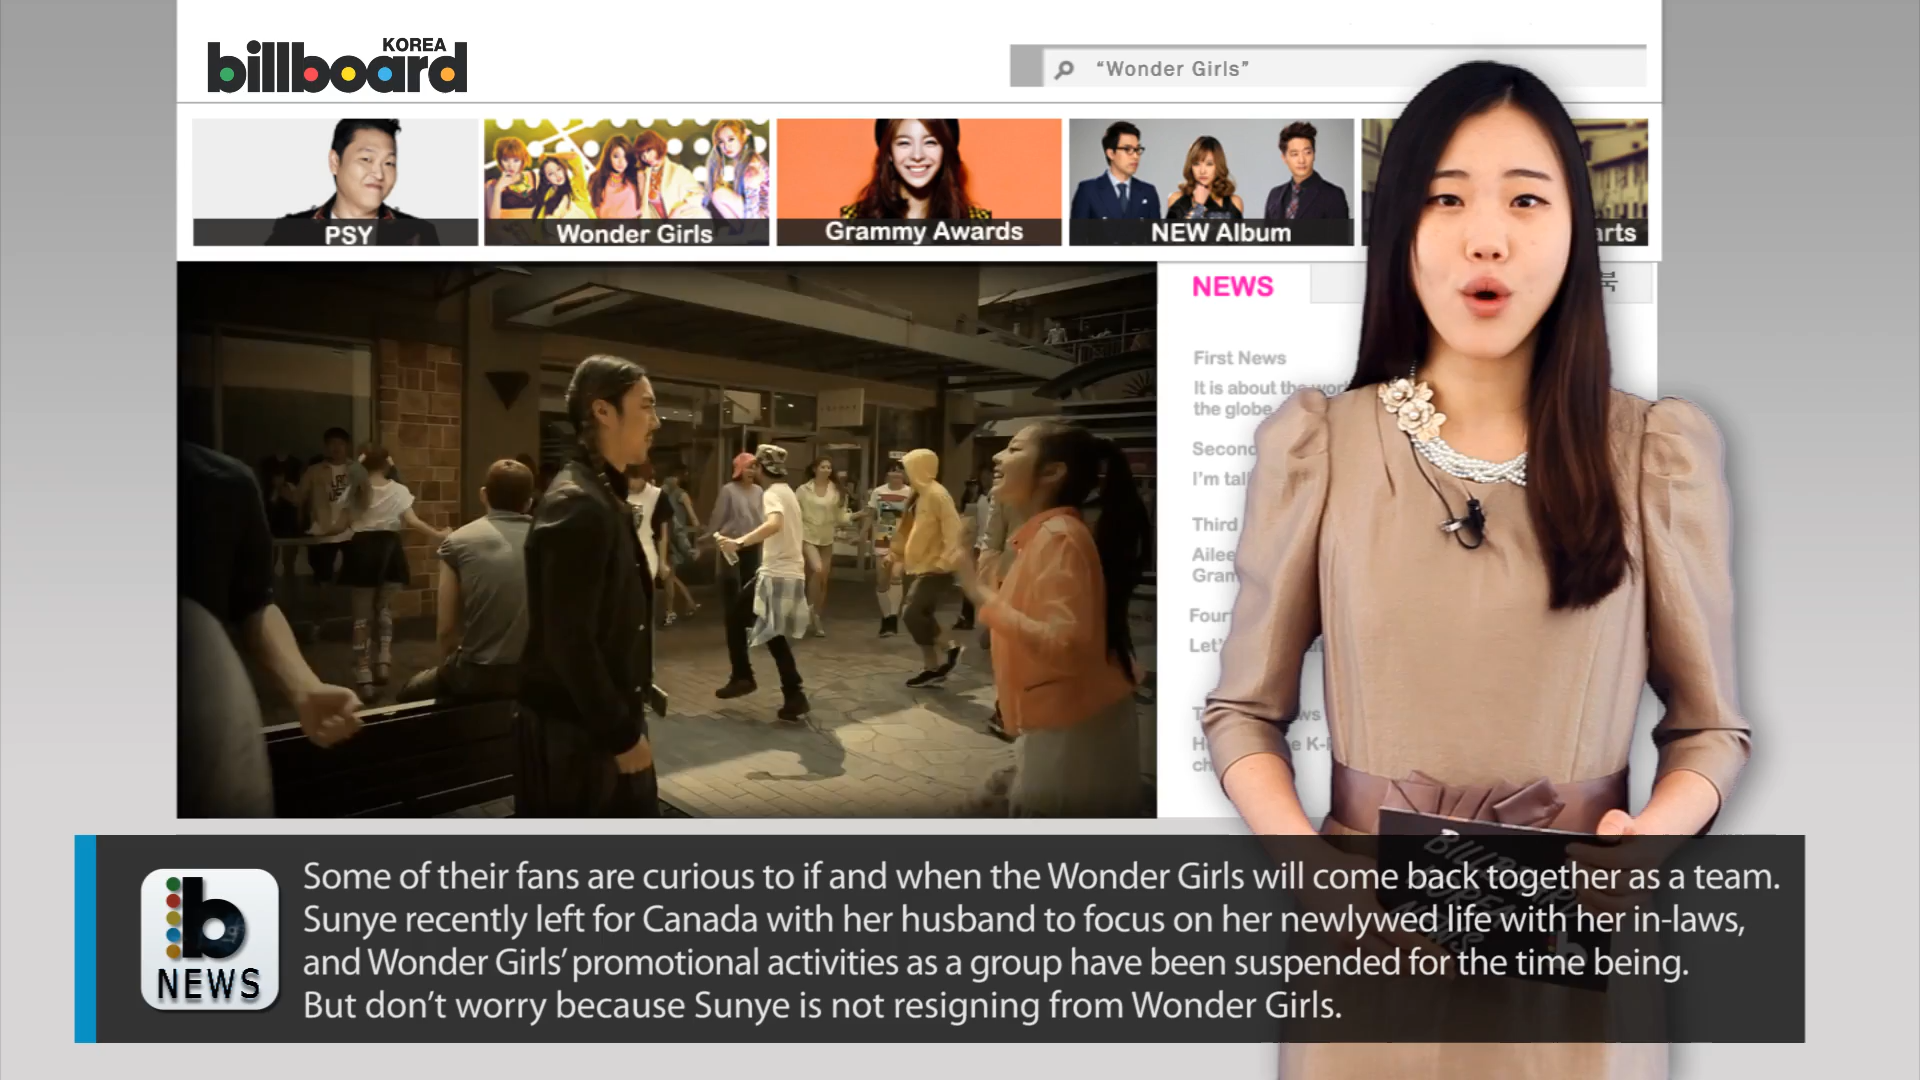 billboard KOREA
"Wonder Girls"
PSY
Wonder Girls
Grammy Awards
NEW Album
NEWS
First News
It is about the
the globe
I'm
Third
b
NEWS
Some of their fans are curious to if and when the Wonder Girls will come back together as a team.
Sunye recently left for Canada with her husband to focus on her newlywed life with her in-laws,
and Wonder Girls' promotional activities as a group have been suspended for the time being.
But don't worry because Sunye is not resigning from Wonder Girls.